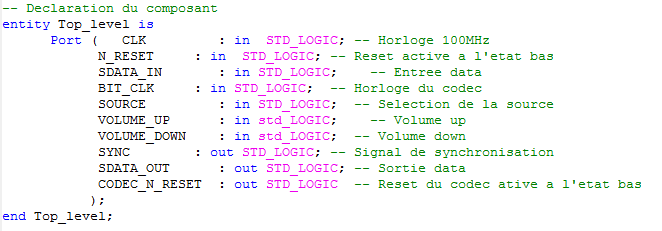 -- Declaration du composant
entity Top_level is
Port ( CLK : in STD_LOGIC; -- Horloge 100MHz
N_RESET : in STD_LOGIC; -- Reset active a l'etat bas
SDATA_IN : in STD_LOGIC; -- Entree data
BIT_CLK : in STD_LOGIC; -- Horloge du codec
SOURCE : in STD_LOGIC; -- Selection de la source
VOLUME_UP : in std_LOGIC; -- Volume up
VOLUME_DOWN : in std_LOGIC; -- Volume down
SYNC : out STD_LOGIC; -- Signal de synchronisation
SDATA_OUT : out STD_LOGIC; -- Sortie data
CODEC_N_RESET : out STD_LOGIC -- Reset du codec ative a l'etat bas
);
end Top_level;